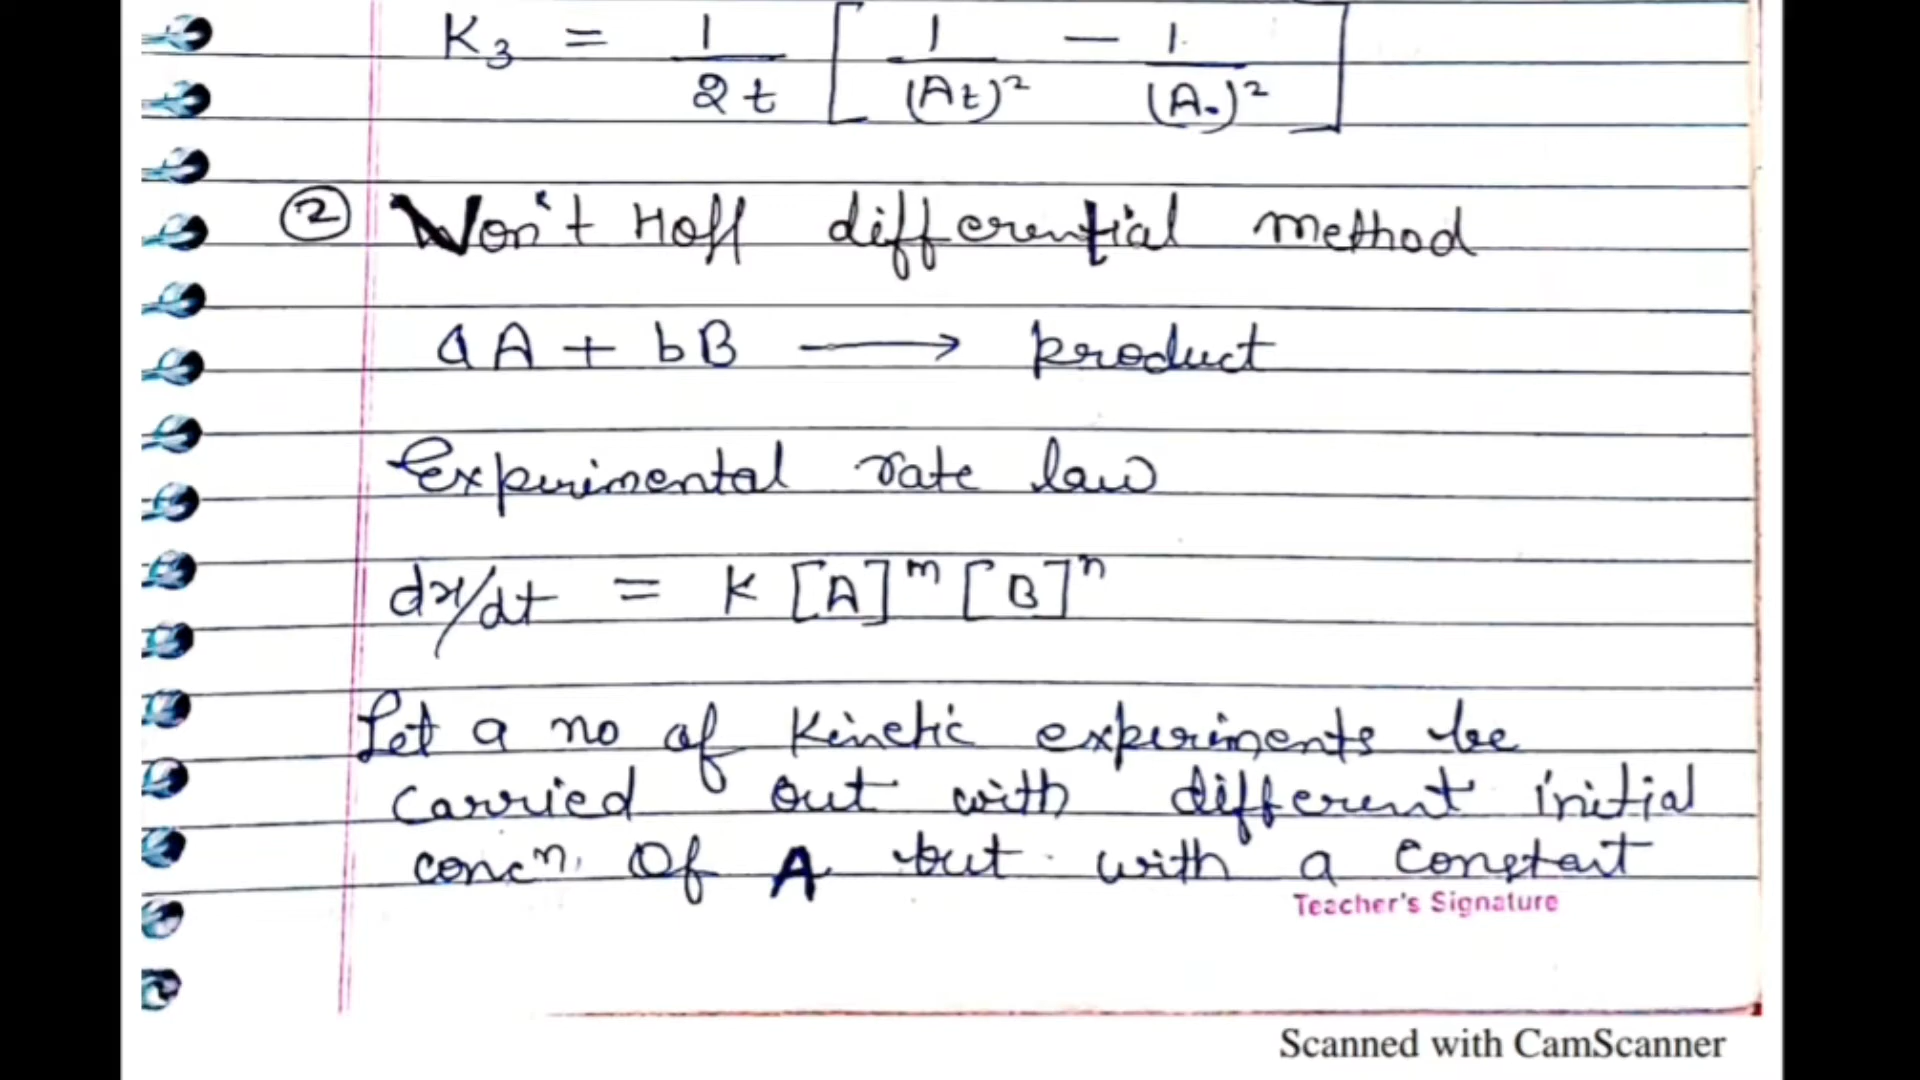 K₃ = 1/2t [ 1/(At)² - 1/(A₀)² ]
② Von't Hoff differential method
aA + bB ⟶ product
Experimental rate law
dx/dt = K [A]ᵐ [B]ⁿ
Let a no of Kinetic experiments be
carried out with different initial
concⁿ. of A but with a constant
Teacher's Signature
Scanned with CamScanner